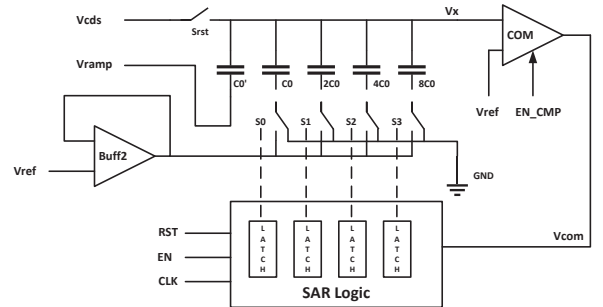 Vcds
Srst
Vx
COM
Vramp
C0'
C0
2C0
4C0
8C0
Vref
EN_CMP
S0
S1
S2
S3
Buff2
Vref
GND
RST
EN
CLK
LATCH
LATCH
LATCH
LATCH
Vcom
SAR Logic